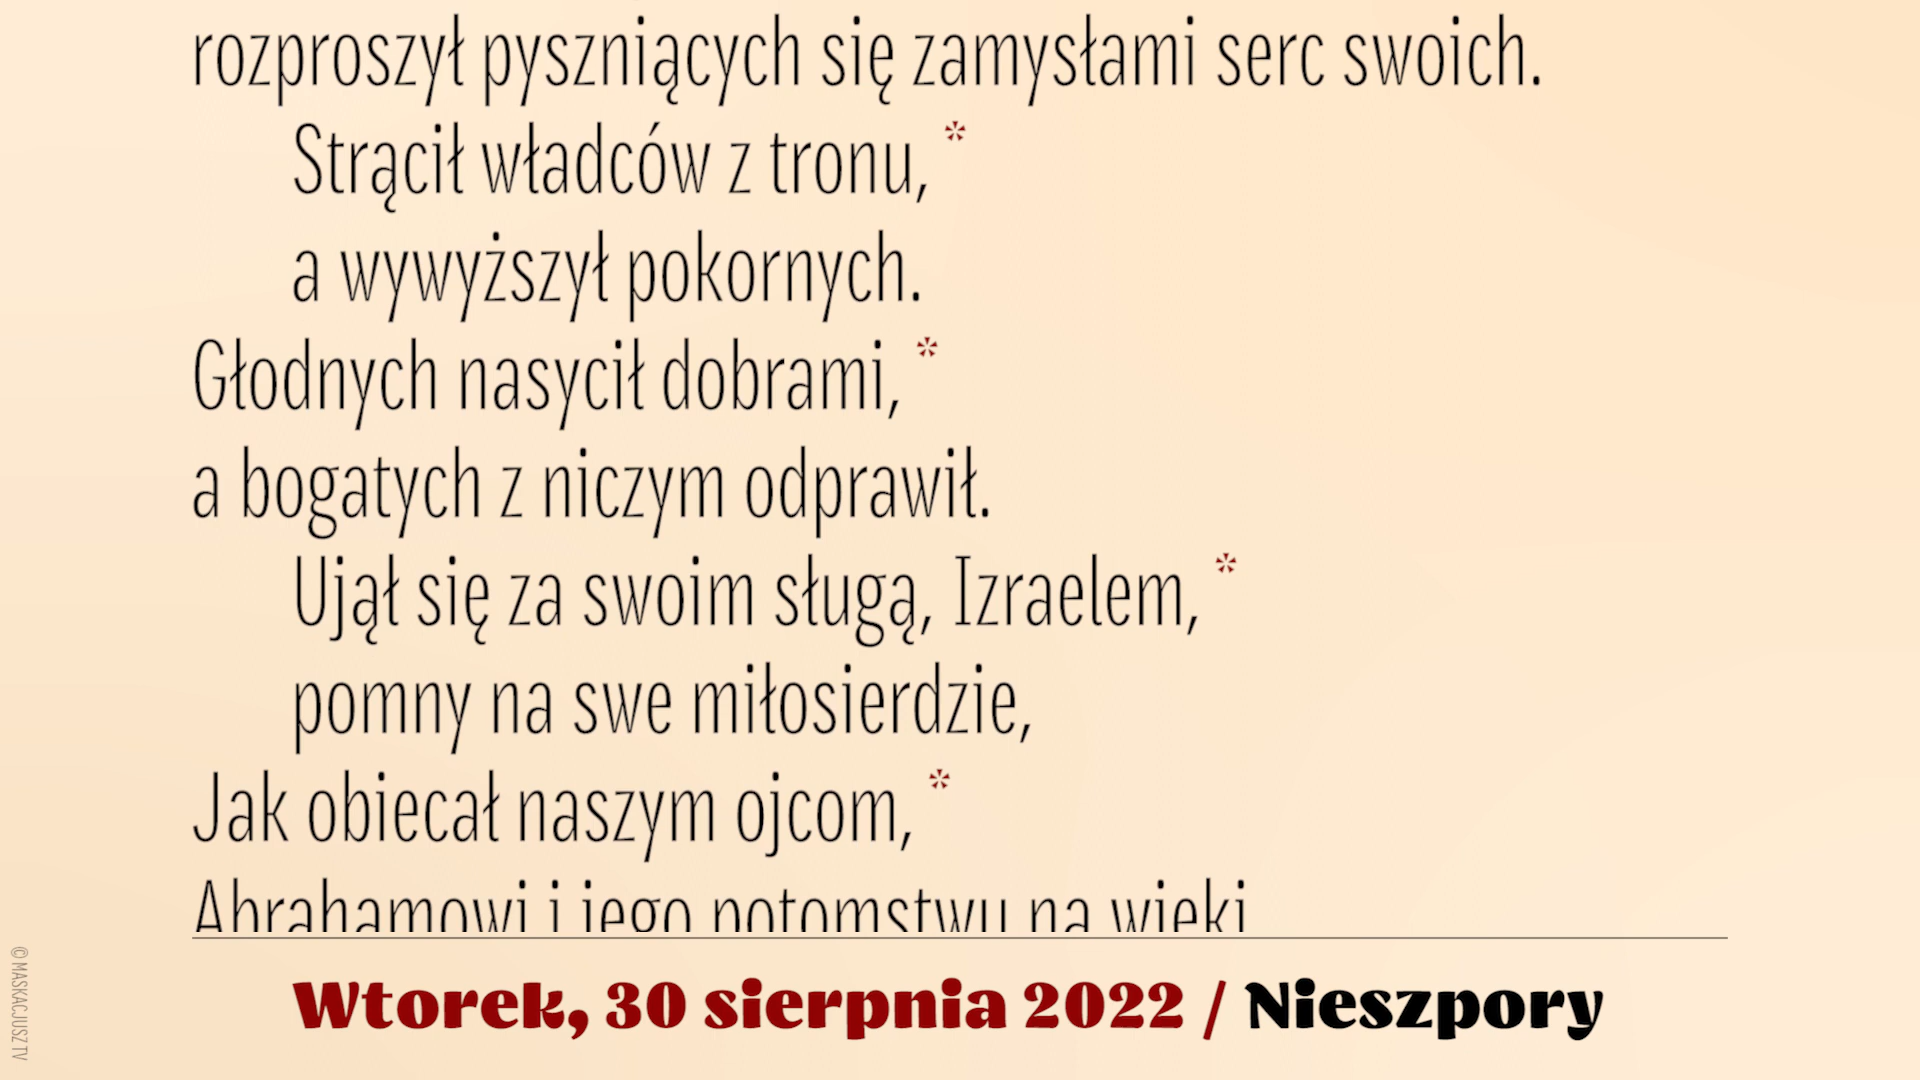 rozproszył pyszniących się zamysłami serc swoich.
Strącił władców z tronu, *
a wywyższył pokornych.
Głodnych nasycił dobrami, *
a bogatych z niczym odprawił.
Ujął się za swoim sługą, Izraelem, *
pomny na swe miłosierdzie,
Jak obiecał naszym ojcom, *
Abrahamowi i jego potomstwu na wieki
Wtorek, 30 sierpnia 2022 / Nieszpory
© MASKACJUSZ TV